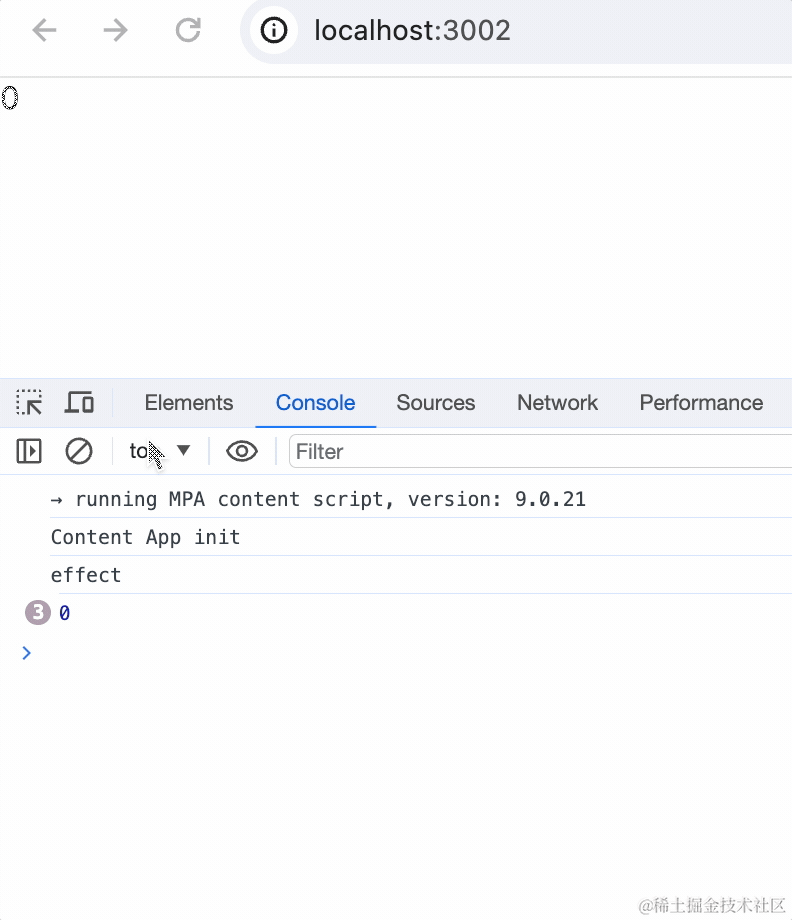 localhost:3002
0
Elements Console Sources Network Performance
to
Filter
→ running MPA content script, version: 9.0.21
Content App init
effect
3 0
@稀土掘金技术社区